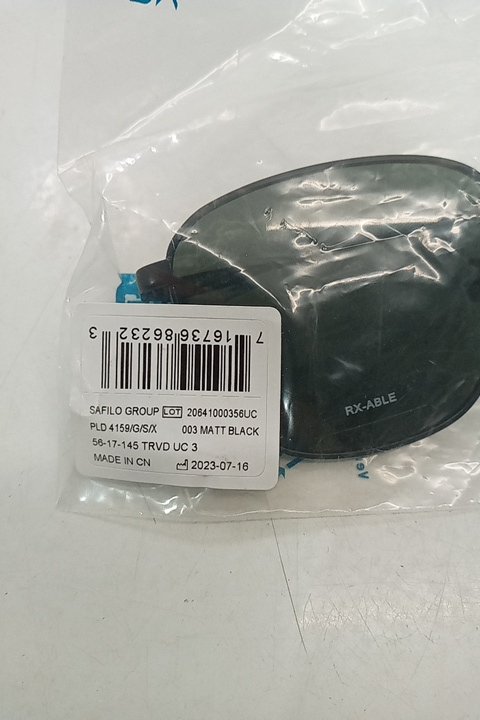 7 16736 86232 3
SAFILO GROUP LOT 20641000356UC
PLD 4159/G/S/X 003 MATT BLACK
56-17-145 TRVD UC 3
MADE IN CN 2023-07-16
RX-ABLE